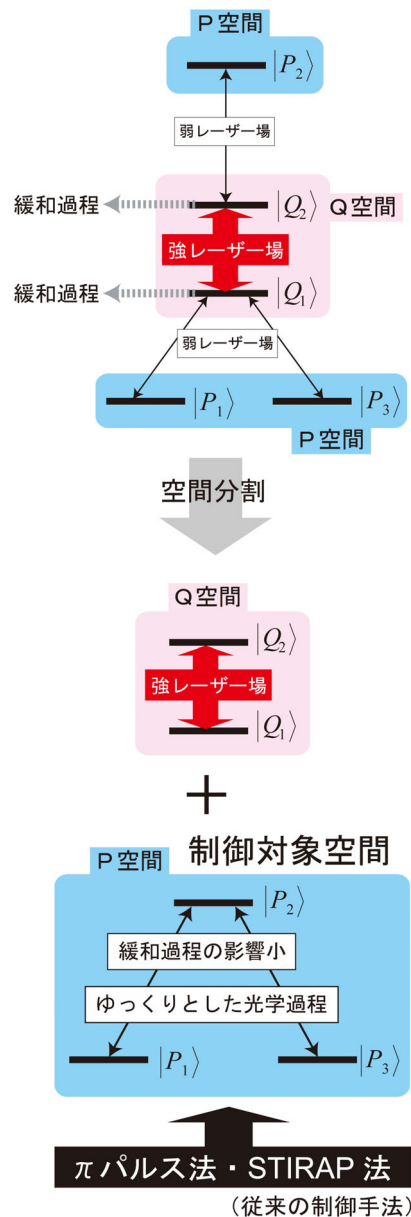 P空間
|P₂⟩
弱レーザー場
緩和過程
|Q₂⟩ Q空間
強レーザー場
緩和過程
|Q₁⟩
弱レーザー場
|P₁⟩ |P₃⟩
P空間
空間分割
Q空間
|Q₂⟩
強レーザー場
|Q₁⟩
+
P空間 制御対象空間
|P₂⟩
緩和過程の影響小
ゆっくりとした光学過程
|P₁⟩ |P₃⟩
πパルス法・STIRAP法
(従来の制御手法)